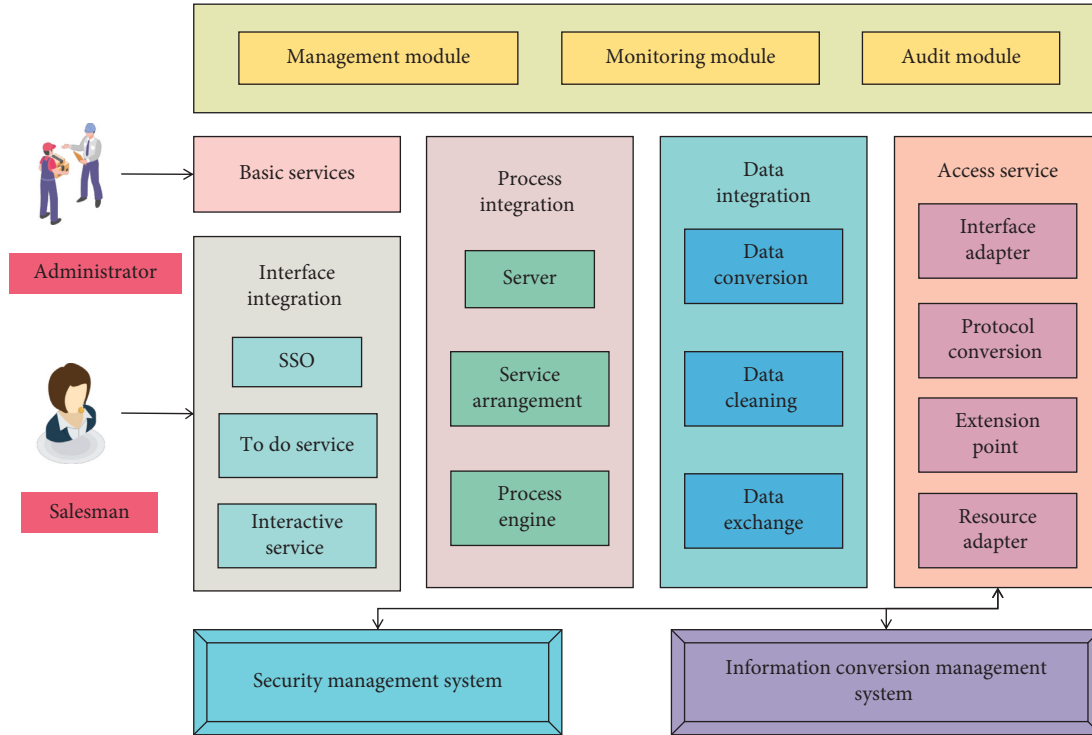 Management module
Monitoring module
Audit module
Administrator
Salesman
Basic services
Interface
integration
SSO
To do service
Interactive
service
Process
integration
Server
Service
arrangement
Process
engine
Data
integration
Data
conversion
Data
cleaning
Data
exchange
Access service
Interface
adapter
Protocol
conversion
Extension
point
Resource
adapter
Security management system
Information conversion management
system